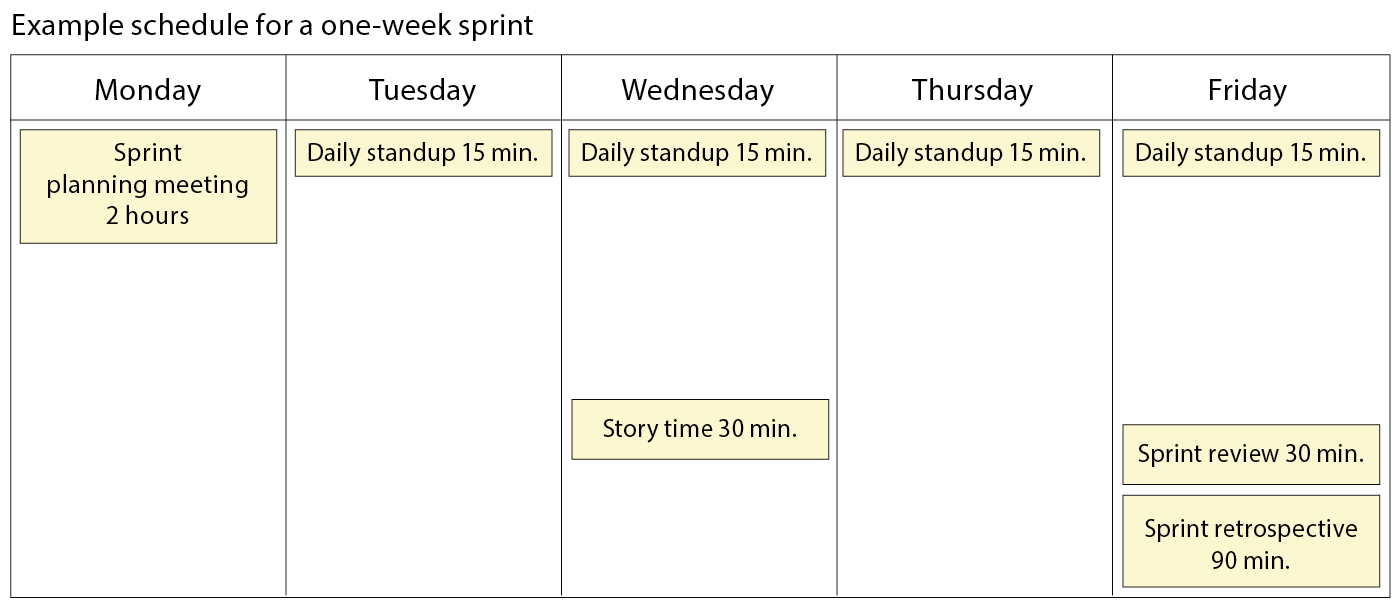 Example schedule for a one-week sprint
Monday
Tuesday
Wednesday
Thursday
Friday
Sprint
planning meeting
2 hours
Daily standup 15 min.
Daily standup 15 min.
Daily standup 15 min.
Daily standup 15 min.
Story time 30 min.
Sprint review 30 min.
Sprint retrospective
90 min.